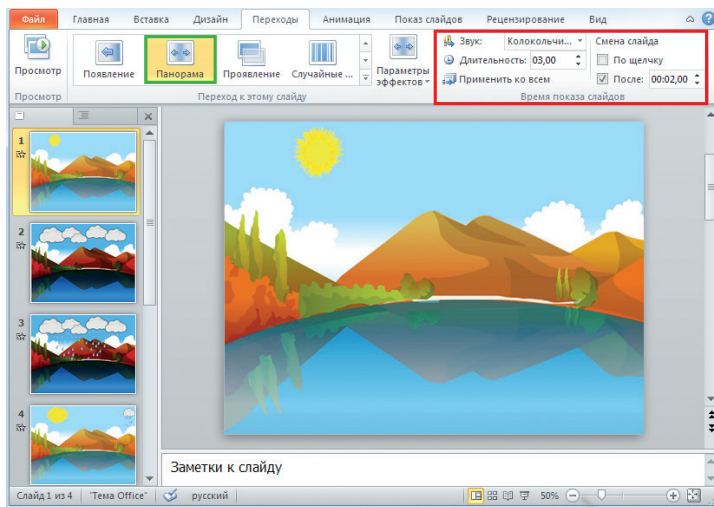 Файл Главная Вставка Дизайн Переходы Анимация Показ слайдов Рецензирование Вид
Просмотр
Появление Панорама Проявление Случайные ...
Параметры
эффектов
Звук: Колокольчи...
Длительность: 03,00
Применить ко всем
Смена слайда
По щелчку
После: 00:02,00
Просмотр Переход к этому слайду Время показа слайдов
1
2
3
4
Заметки к слайду
Слайд 1 из 4 "Тема Office" русский 50%